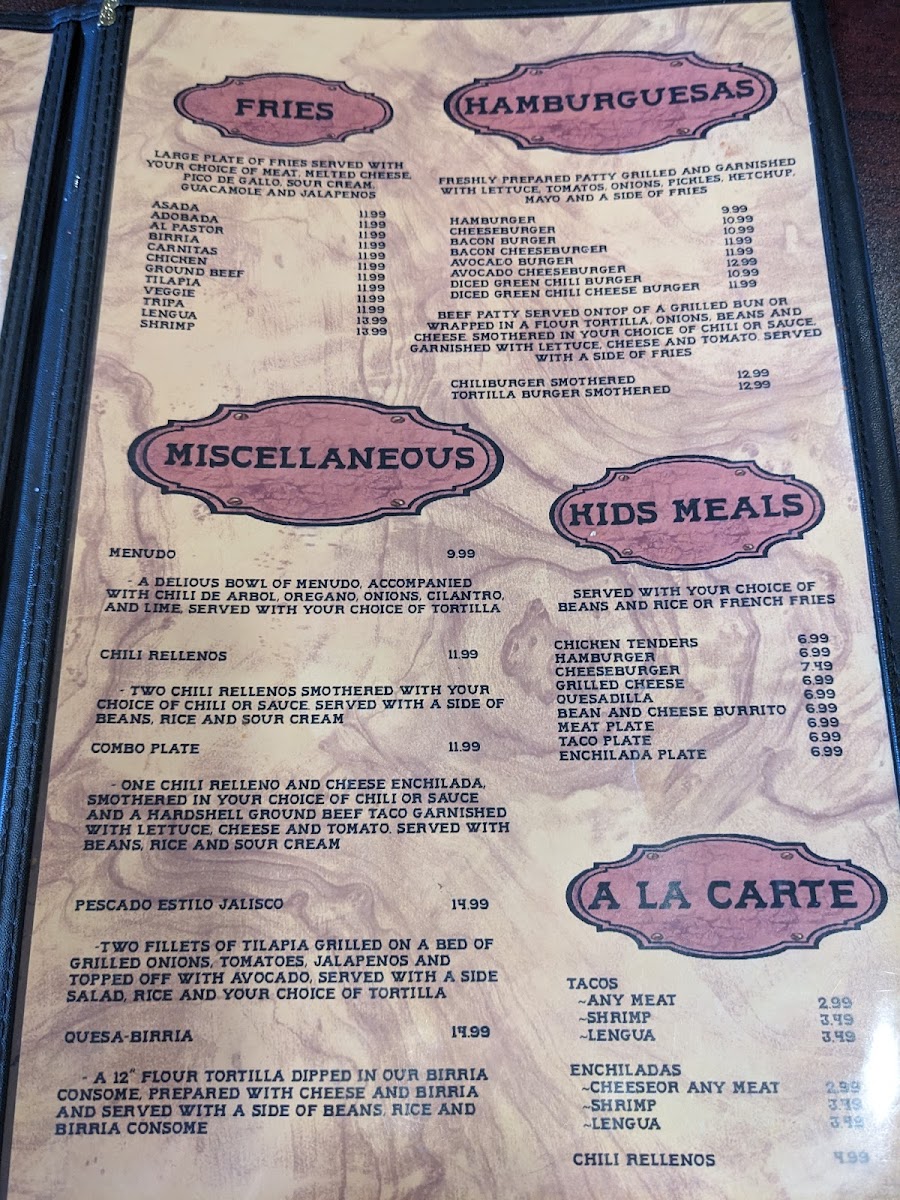 FRIES
LARGE PLATE OF FRIES SERVED WITH
YOUR CHOICE OF MEAT, MELTED CHEESE,
PICO DE GALLO, SOUR CREAM,
GUACAMOLE AND JALAPENOS
ASADA 11.99
ADOBADA 11.99
AL PASTOR 11.99
BIRRIA 11.99
CARNITAS 11.99
CHICKEN 11.99
GROUND BEEF 11.99
TILAPIA 11.99
VEGGIE 11.99
TRIPA 11.99
LENGUA 13.99
SHRIMP 13.99
HAMBURGUESAS
FRESHLY PREPARED PATTY GRILLED AND GARNISHED
WITH LETTUCE, TOMATOS, ONIONS, PICKLES, KETCHUP,
MAYO AND A SIDE OF FRIES
HAMBURGER 9.99
CHEESEBURGER 10.99
BACON BURGER 10.99
BACON CHEESEBURGER 11.99
AVOCALO BURGER 11.99
AVOCADO CHEESEBURGER 12.99
DICED GREEN CHILI BURGER 10.99
DICED GREEN CHILI CHEESE BURGER 11.99
BEEF PATTY SERVED ONTOP OF A GRILLED BUN OR
WRAPPED IN A FLOUR TORTILLA, ONIONS, BEANS AND
CHEESE SMOTHERED IN YOUR CHOICE OF CHILI OR SAUCE,
GARNISHED WITH LETTUCE, CHEESE AND TOMATO. SERVED
WITH A SIDE OF FRIES
CHILIBURGER SMOTHERED 12.99
TORTILLA BURGER SMOTHERED 12.99
MISCELLANEOUS
MENUDO 9.99
- A DELIOUS BOWL OF MENUDO, ACCOMPANIED
WITH CHILI DE ARBOL, OREGANO, ONIONS, CILANTRO,
AND LIME, SERVED WITH YOUR CHOICE OF TORTILLA
CHILI RELLENOS 11.99
- TWO CHILI RELLENOS SMOTHERED WITH YOUR
CHOICE OF CHILI OR SAUCE SERVED WITH A SIDE OF
BEANS, RICE AND SOUR CREAM
COMBO PLATE 11.99
- ONE CHILI RELLENO AND CHEESE ENCHILADA,
SMOTHERED IN YOUR CHOICE OF CHILI OR SAUCE
AND A HARDSHELL GROUND BEEF TACO GARNISHED
WITH LETTUCE, CHEESE AND TOMATO. SERVED WITH
BEANS, RICE AND SOUR CREAM
PESCADO ESTILO JALISCO 14.99
-TWO FILLETS OF TILAPIA GRILLED ON A BED OF
GRILLED ONIONS, TOMATOES, JALAPENOS AND
TOPPED OFF WITH AVOCADO, SERVED WITH A SIDE
SALAD, RICE AND YOUR CHOICE OF TORTILLA
QUESA-BIRRIA 14.99
- A 12" FLOUR TORTILLA DIPPED IN OUR BIRRIA
CONSOME, PREPARED WITH CHEESE AND BIRRIA
AND SERVED WITH A SIDE OF BEANS, RICE AND
BIRRIA CONSOME
KIDS MEALS
SERVED WITH YOUR CHOICE OF
BEANS AND RICE OR FRENCH FRIES
CHICKEN TENDERS 6.99
HAMBURGER 6.99
CHEESEBURGER 7.49
GRILLED CHEESE 6.99
QUESADILLA 6.99
BEAN AND CHEESE BURRITO 6.99
MEAT PLATE 6.99
TACO PLATE 6.99
ENCHILADA PLATE 6.99
A LA CARTE
TACOS
~ANY MEAT 2.99
~SHRIMP 3.49
~LENGUA 3.49
ENCHILADAS
~CHEESEOR ANY MEAT 2.99
~SHRIMP 3.49
~LENGUA 3.49
CHILI RELLENOS 4.99